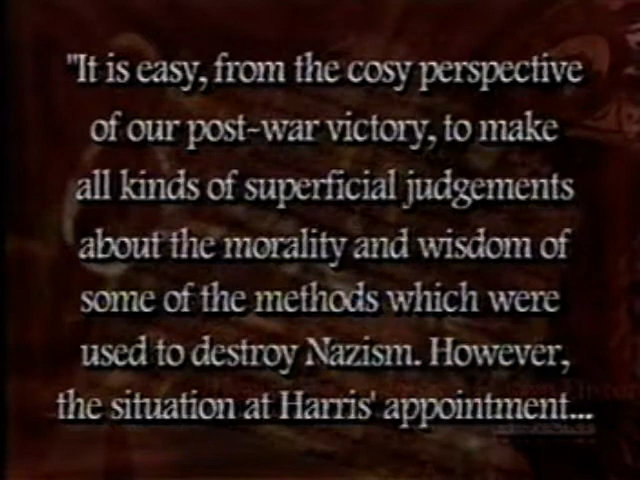 "It is easy, from the cosy perspective
of our post-war victory, to make
all kinds of superficial judgements
about the morality and wisdom of
some of the methods which were
used to destroy Nazism. However,
the situation at Harris' appointment...